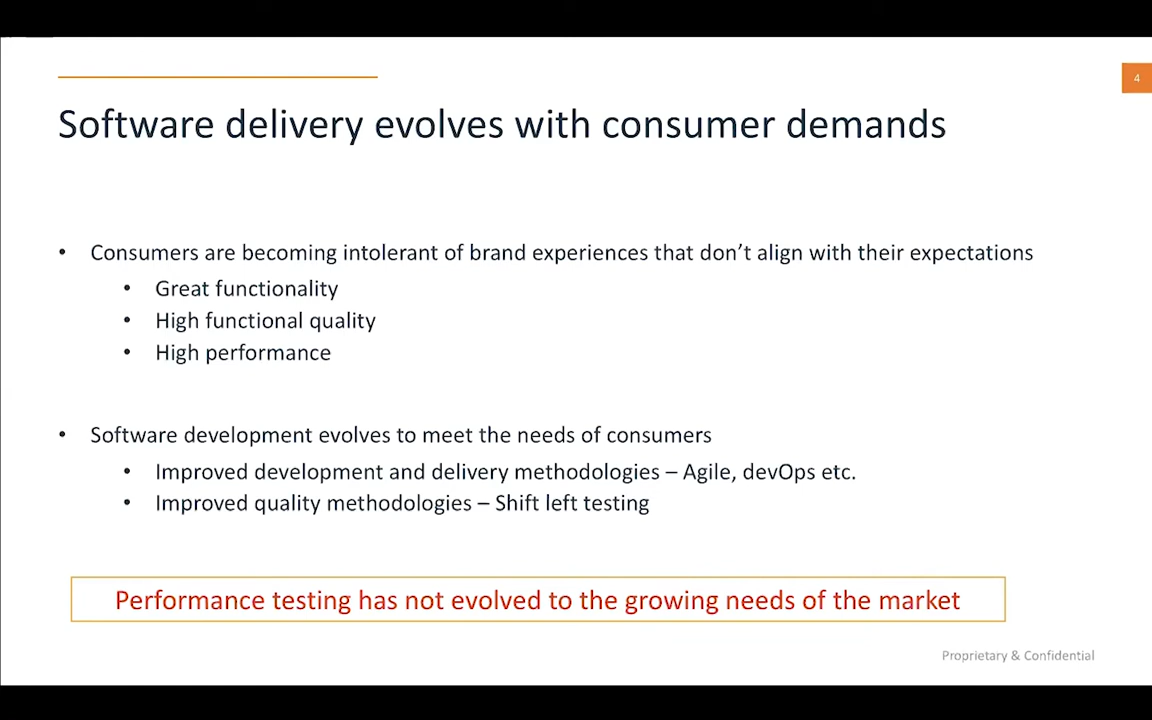 4
Software delivery evolves with consumer demands
• Consumers are becoming intolerant of brand experiences that don’t align with their expectations
• Great functionality
• High functional quality
• High performance
• Software development evolves to meet the needs of consumers
• Improved development and delivery methodologies – Agile, devOps etc.
• Improved quality methodologies – Shift left testing
Performance testing has not evolved to the growing needs of the market
Proprietary & Confidential